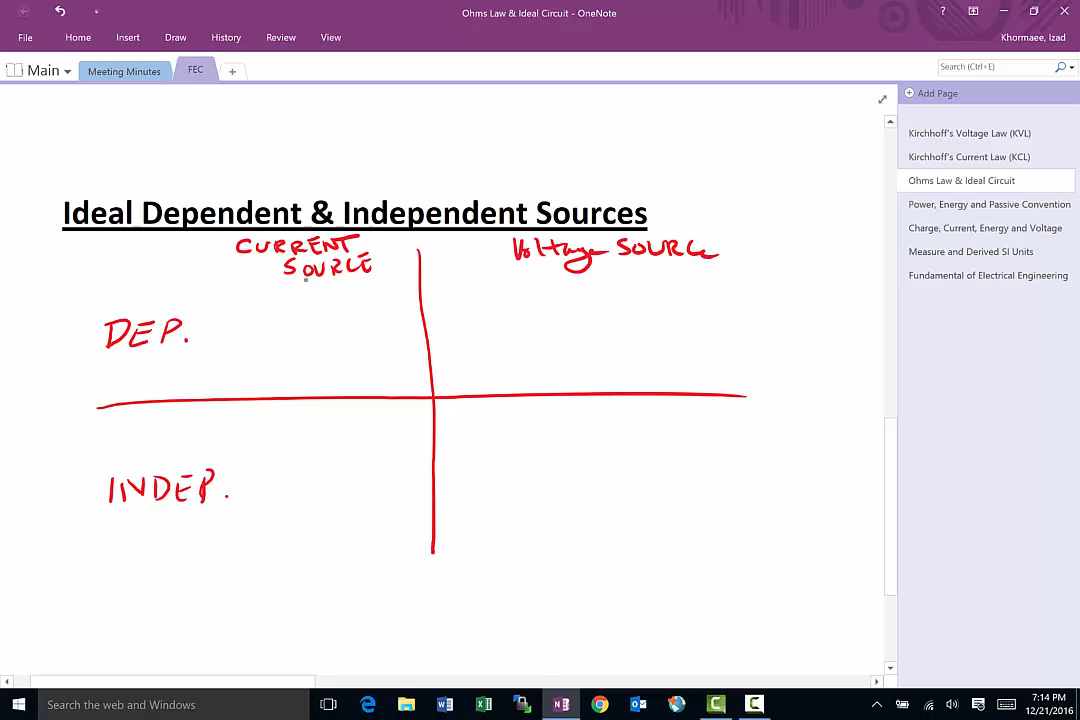 Ohms Law & Ideal Circuit - OneNote
?
File Home Insert Draw History Review View
Khormaee, Izad
Main
Meeting Minutes
FEC
+
Search (Ctrl+E)
Add Page
Kirchhoff's Voltage Law (KVL)
Kirchhoff's Current Law (KCL)
Ohms Law & Ideal Circuit
Power, Energy and Passive Convention
Charge, Current, Energy and Voltage
Measure and Derived SI Units
Fundamental of Electrical Engineering
Ideal Dependent & Independent Sources
CURRENT
SOURCE
Voltage SOURCE
DEP.
INDEP.
Search the web and Windows
7:14 PM
12/21/2016